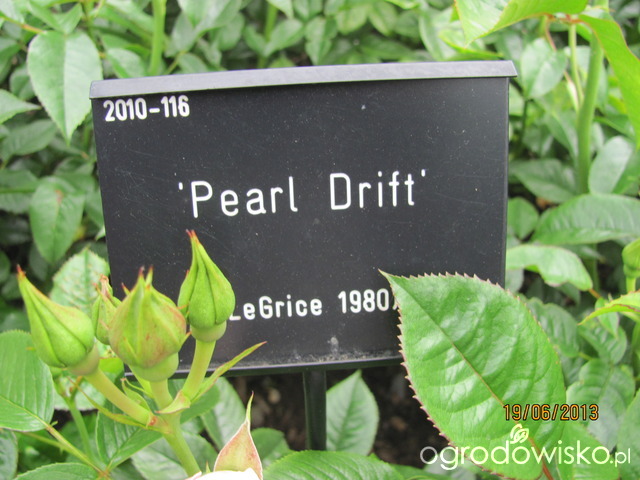 2010-116
'Pearl Drift'
LeGrice 1980
19/06/2013
ogrodowisko.pl